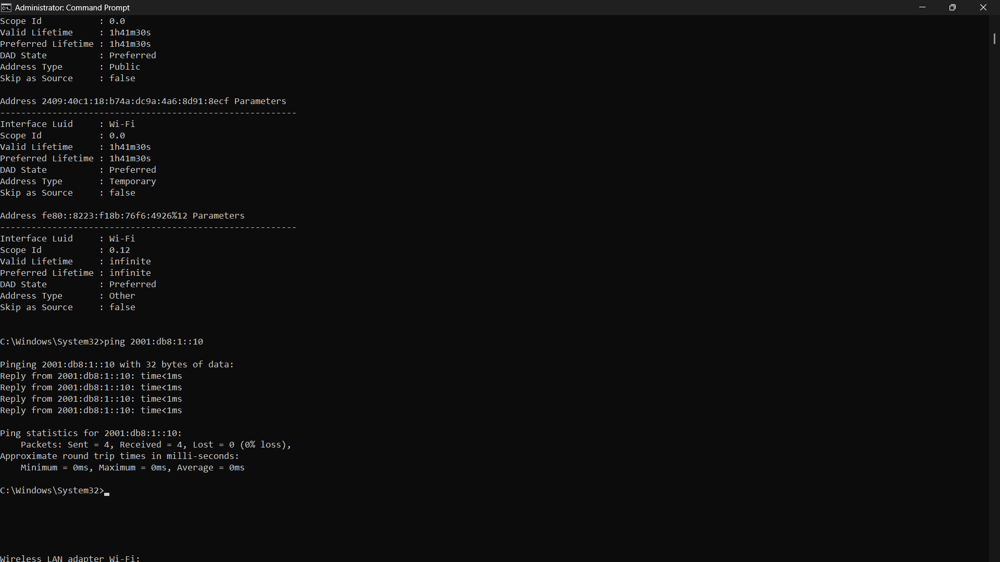 Administrator: Command Prompt
Scope Id           : 0.0
Valid Lifetime     : 1h41m30s
Preferred Lifetime : 1h41m30s
DAD State          : Preferred
Address Type       : Public
Skip as Source     : false

Address 2409:40c1:18:b74a:dc9a:4a6:8d91:8ecf Parameters
---------------------------------------------------------
Interface Luid     : Wi-Fi
Scope Id           : 0.0
Valid Lifetime     : 1h41m30s
Preferred Lifetime : 1h41m30s
DAD State          : Preferred
Address Type       : Temporary
Skip as Source     : false

Address fe80::8223:f18b:76f6:4926%12 Parameters
---------------------------------------------------------
Interface Luid     : Wi-Fi
Scope Id           : 0.12
Valid Lifetime     : infinite
Preferred Lifetime : infinite
DAD State          : Preferred
Address Type       : Other
Skip as Source     : false

C:\Windows\System32>ping 2001:db8:1::10

Pinging 2001:db8:1::10 with 32 bytes of data:
Reply from 2001:db8:1::10: time<1ms
Reply from 2001:db8:1::10: time<1ms
Reply from 2001:db8:1::10: time<1ms
Reply from 2001:db8:1::10: time<1ms

Ping statistics for 2001:db8:1::10:
    Packets: Sent = 4, Received = 4, Lost = 0 (0% loss),
Approximate round trip times in milli-seconds:
    Minimum = 0ms, Maximum = 0ms, Average = 0ms

C:\Windows\System32>

Wireless LAN adapter Wi-Fi: